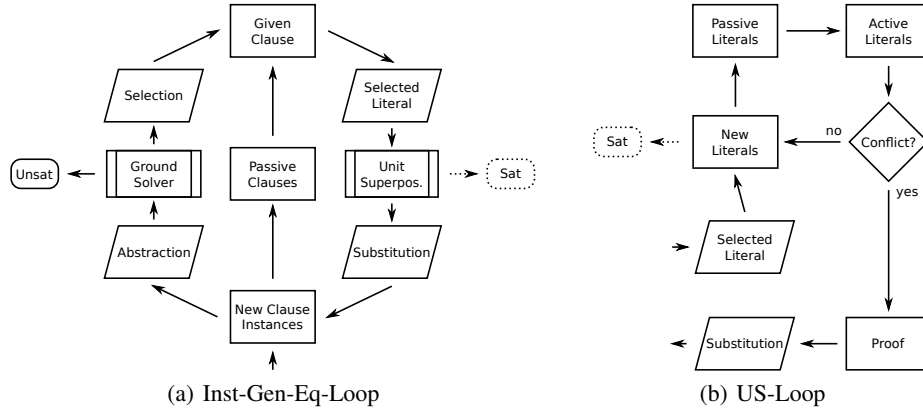 Given
Clause
Selection
Selected
Literal
Unsat
Ground
Solver
Passive
Clauses
Unit
Superpos.
Sat
Abstraction
Substitution
New Clause
Instances
(a) Inst-Gen-Eq-Loop
Passive
Literals
Active
Literals
Sat
New
Literals
no
Conflict?
yes
Selected
Literal
Substitution
Proof
(b) US-Loop